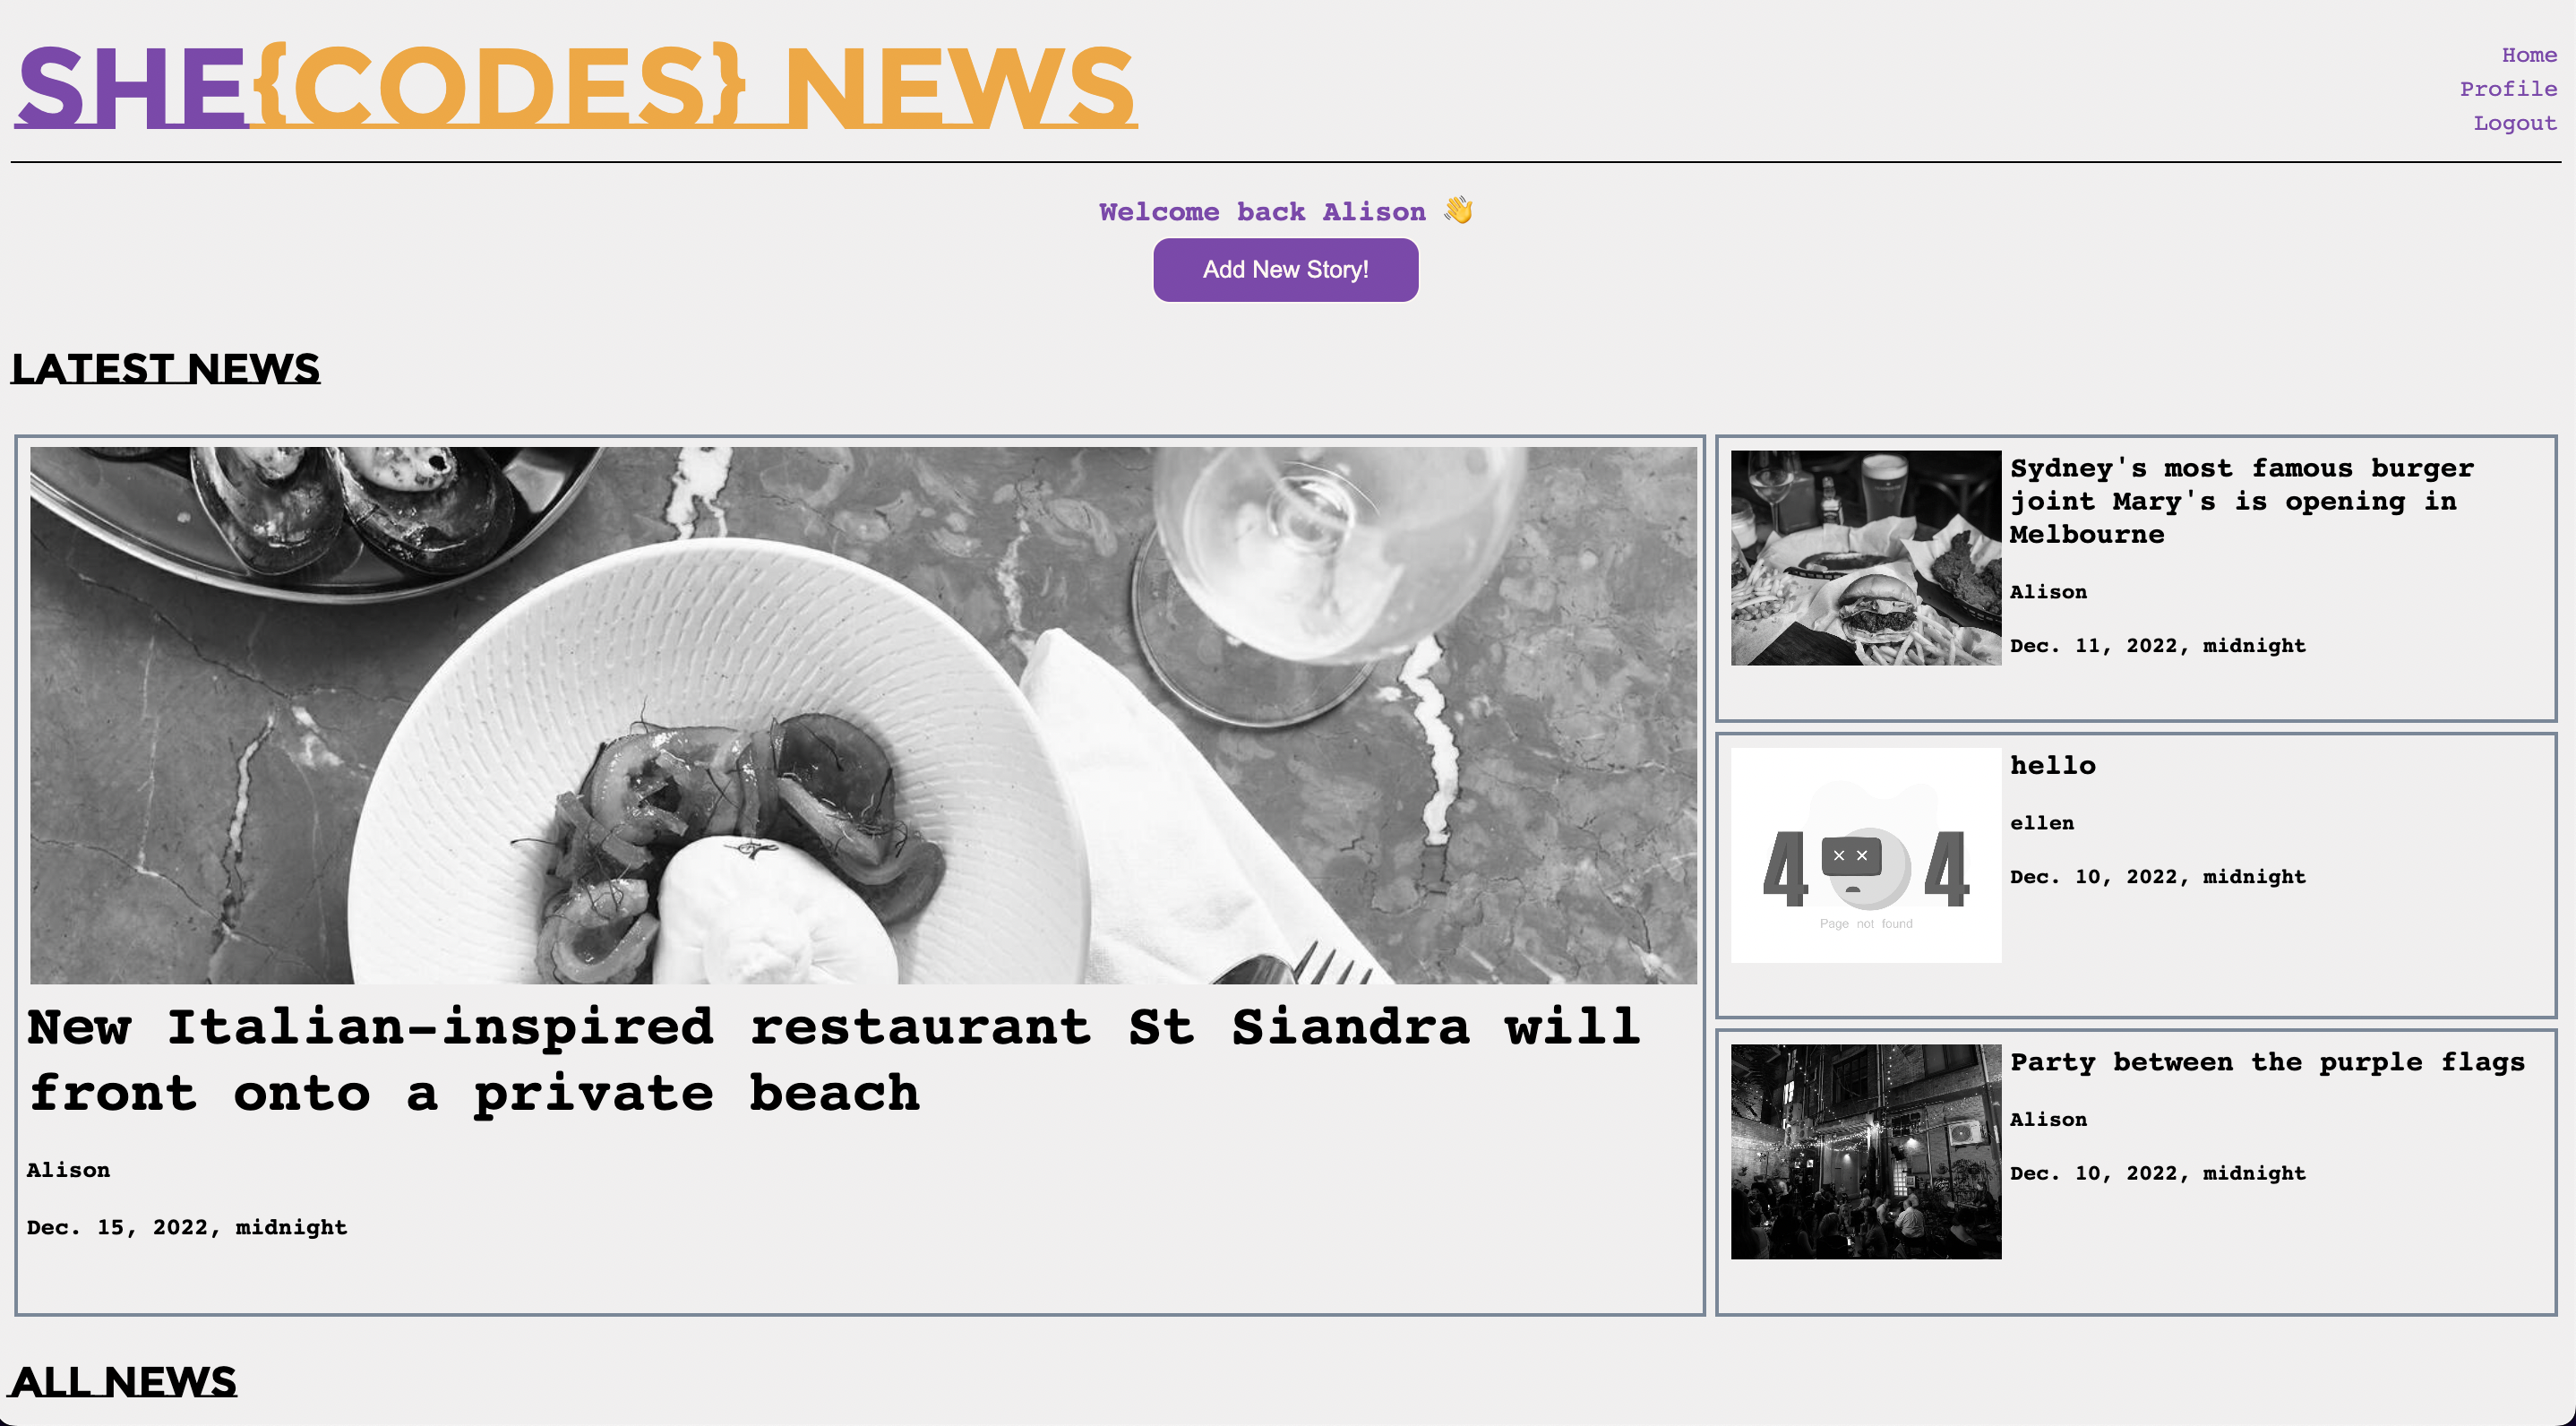 SHE{CODES} NEWS
Home
Profile
Logout
Welcome back Alison 👋
Add New Story!
LATEST NEWS
New Italian-inspired restaurant St Siandra will
front onto a private beach
Alison
Dec. 15, 2022, midnight
Sydney's most famous burger
joint Mary's is opening in
Melbourne
Alison
Dec. 11, 2022, midnight
404
Page not found
hello
ellen
Dec. 10, 2022, midnight
Party between the purple flags
Alison
Dec. 10, 2022, midnight
ALL NEWS